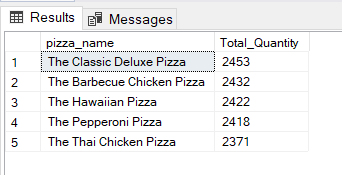 Results Messages
pizza_name Total_Quantity
1 The Classic Deluxe Pizza 2453
2 The Barbecue Chicken Pizza 2432
3 The Hawaiian Pizza 2422
4 The Pepperoni Pizza 2418
5 The Thai Chicken Pizza 2371